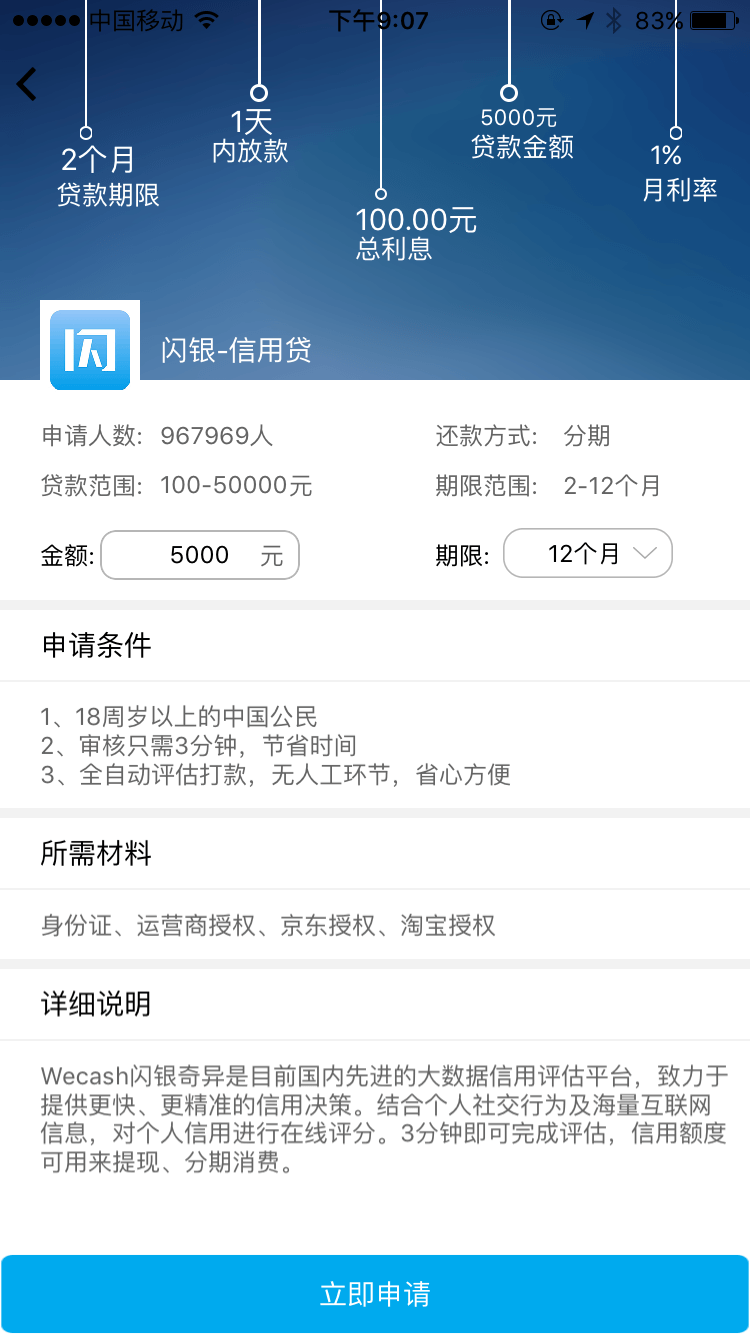 中国移动 下午9:07 83%
2个月
贷款期限
1天
内放款
100.00元
总利息
5000元
贷款金额
1%
月利率
闪
闪银-信用贷
申请人数: 967969人 还款方式: 分期
贷款范围: 100-50000元 期限范围: 2-12个月
金额: 5000 元 期限: 12个月
申请条件
1、18周岁以上的中国公民
2、审核只需3分钟，节省时间
3、全自动评估打款，无人工环节，省心方便
所需材料
身份证、运营商授权、京东授权、淘宝授权
详细说明
Wecash闪银奇异是目前国内先进的大数据信用评估平台，致力于
提供更快、更精准的信用决策。结合个人社交行为及海量互联网
信息，对个人信用进行在线评分。3分钟即可完成评估，信用额度
可用来提现、分期消费。
立即申请